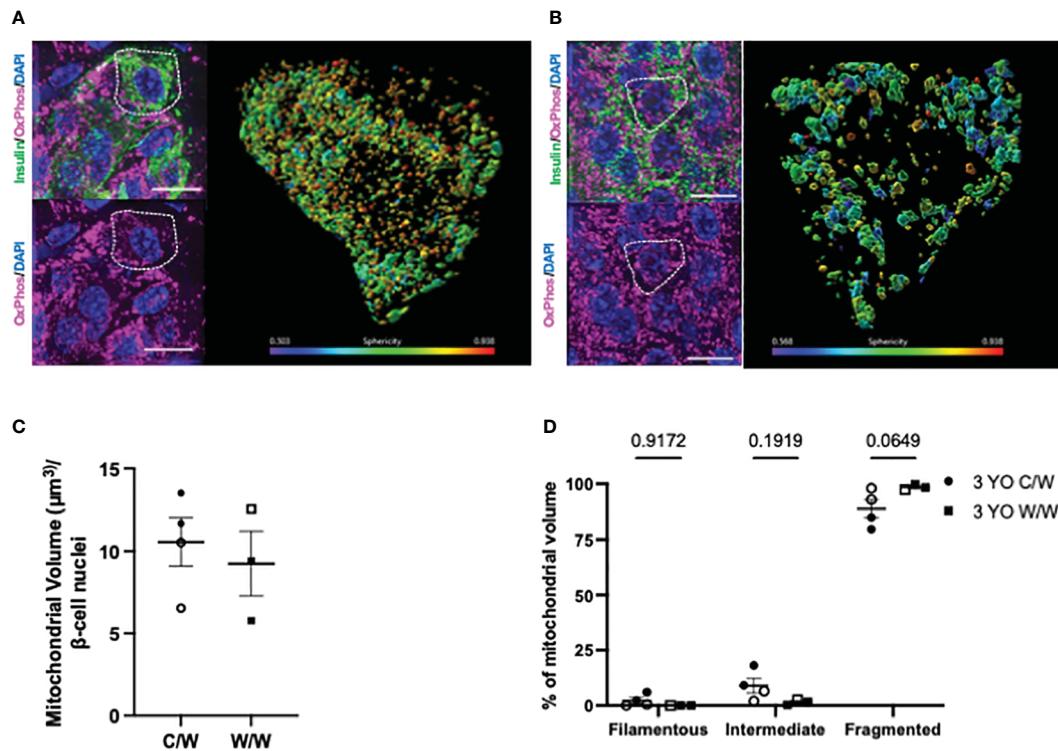 A
Insulin/OxPhos/DAPI
OxPhos/DAPI
0.303 Sphericity 0.938
B
Insulin/OxPhos/DAPI
OxPhos/DAPI
0.568 Sphericity 0.938
C
Mitochondrial Volume (µm³)/
β-cell nuclei
15
10
5
0
C/W W/W
D
0.9172 0.1919 0.0649
% of mitochondrial volume
100
75
50
25
0
Filamentous Intermediate Fragmented
3 YO C/W
3 YO W/W